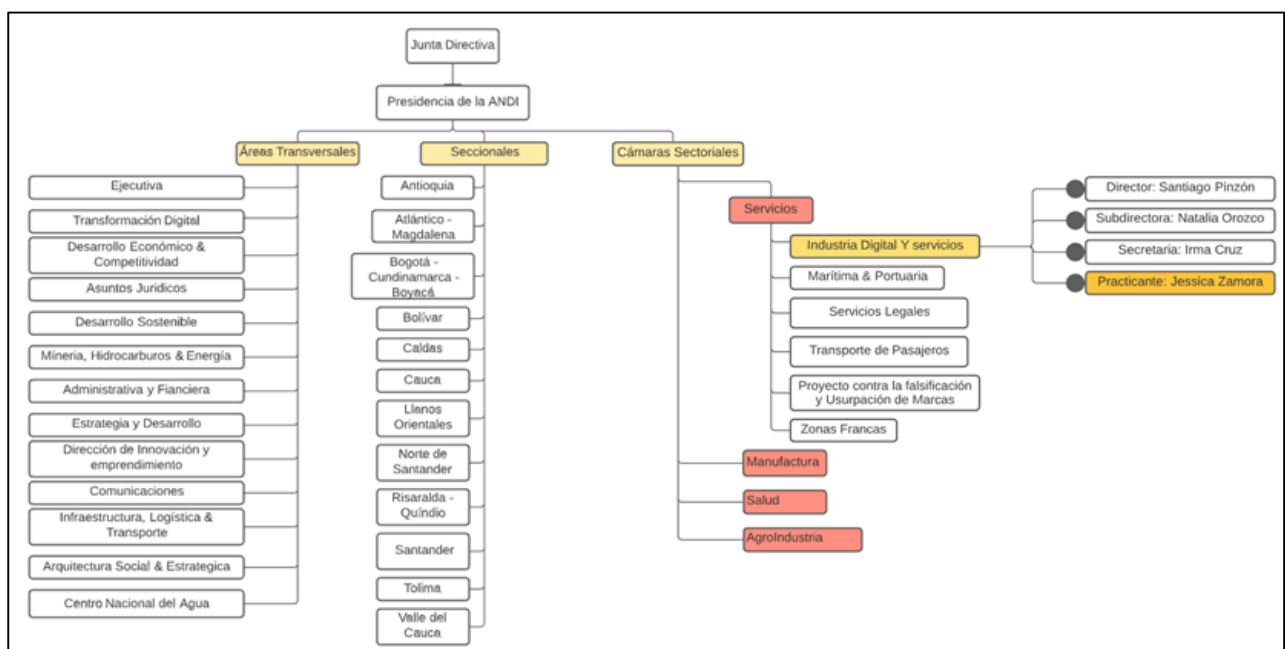 Junta Directiva
Presidencia de la ANDI
Áreas Transversales
Ejecutiva
Transformación Digital
Desarrollo Económico &
Competitividad
Asuntos Juridicos
Desarrollo Sostenible
Mineria, Hidrocarburos & Energía
Administrativa y Fianciera
Estrategia y Desarrollo
Dirección de Innovación y
emprendimiento
Comunicaciones
Infraestructura, Logística &
Transporte
Arquitectura Social & Estrategica
Centro Nacional del Agua
Seccionales
Antioquia
Atlántico -
Magdalena
Bogotá -
Cundinamarca -
Boyacá
Bolívar
Caldas
Cauca
Llanos
Orientales
Norte de
Santander
Risaralda -
Quíndio
Santander
Tolima
Valle del
Cauca
Cámaras Sectoriales
Servicios
Industria Digital Y servicios
Marítima & Portuaria
Servicios Legales
Transporte de Pasajeros
Proyecto contra la falsificación
y Usurpación de Marcas
Zonas Francas
Manufactura
Salud
AgroIndustria
Director: Santiago Pinzón
Subdirectora: Natalia Orozco
Secretaria: Irma Cruz
Practicante: Jessica Zamora